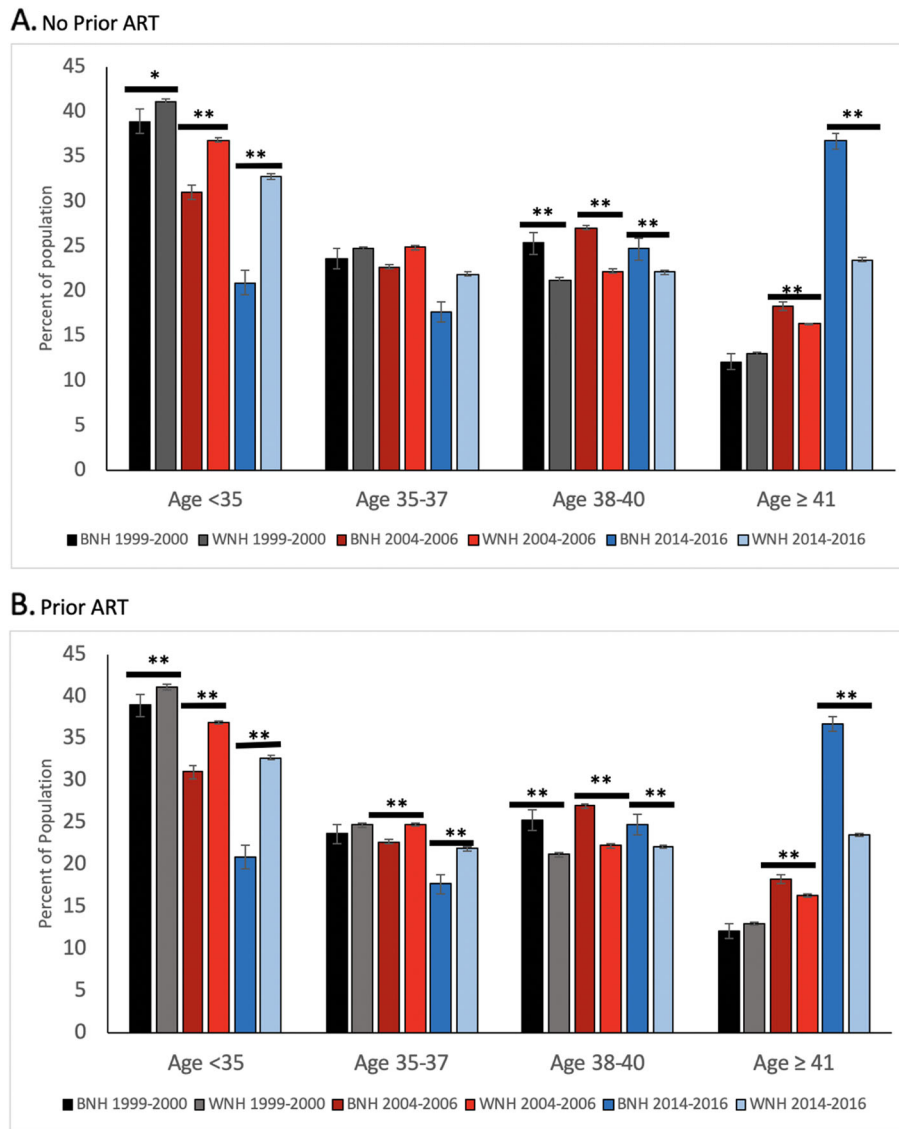 A. No Prior ART
Percent of population
45
40
35
30
25
20
15
10
5
0
*
**
**
**
**
**
**
**
Age <35
Age 35-37
Age 38-40
Age ≥ 41
BNH 1999-2000 WNH 1999-2000 BNH 2004-2006 WNH 2004-2006 BNH 2014-2016 WNH 2014-2016
B. Prior ART
Percent of Population
45
40
35
30
25
20
15
10
5
0
**
**
**
**
**
**
**
**
**
**
Age <35
Age 35-37
Age 38-40
Age ≥ 41
BNH 1999-2000 WNH 1999-2000 BNH 2004-2006 WNH 2004-2006 BNH 2014-2016 WNH 2014-2016